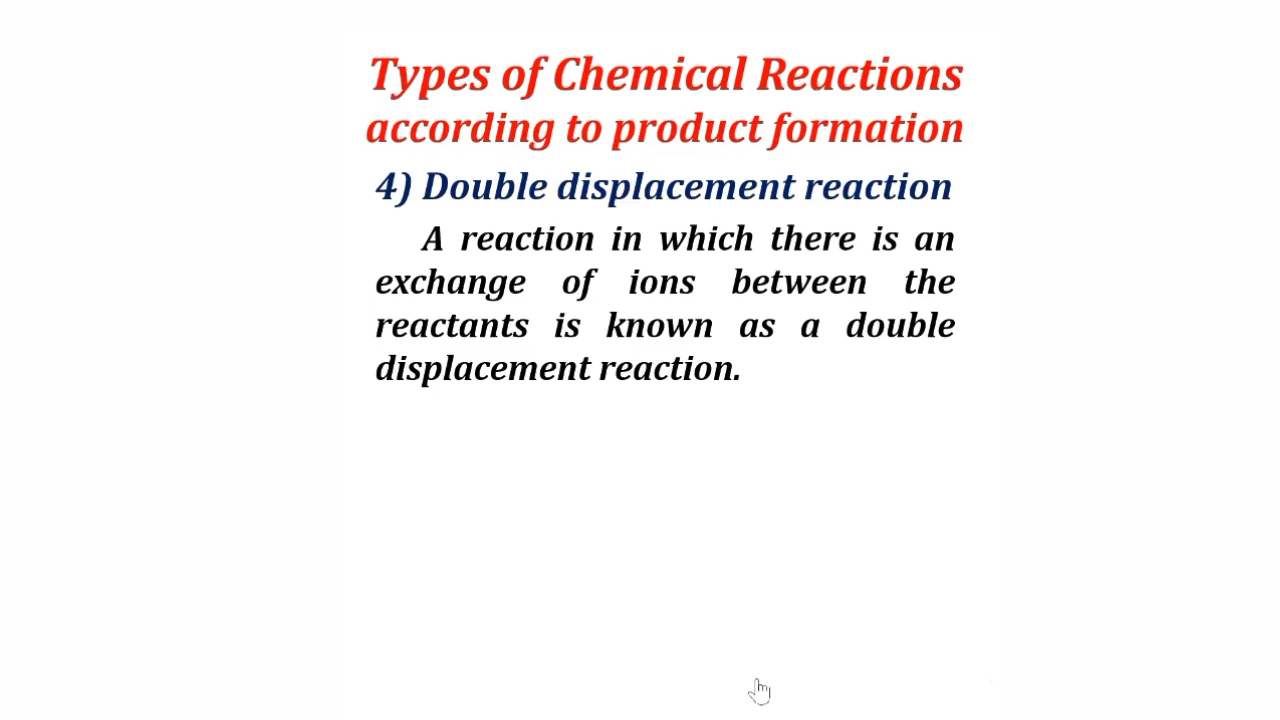 Types of Chemical Reactions
according to product formation
4) Double displacement reaction
A reaction in which there is an
exchange of ions between the
reactants is known as a double
displacement reaction.